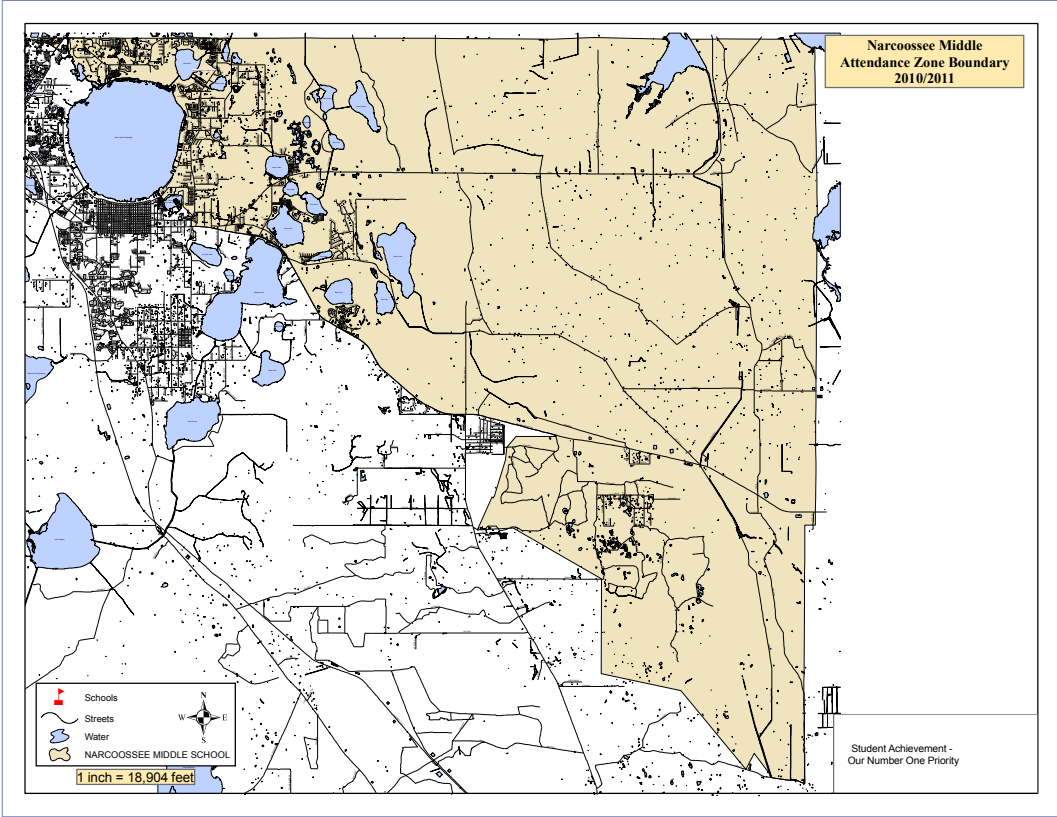 Narcoossee Middle
Attendance Zone Boundary
2010/2011
Schools
Streets
Water
NARCOOSSEE MIDDLE SCHOOL
N
W
E
S
1 inch = 18,904 feet
Student Achievement -
Our Number One Priority